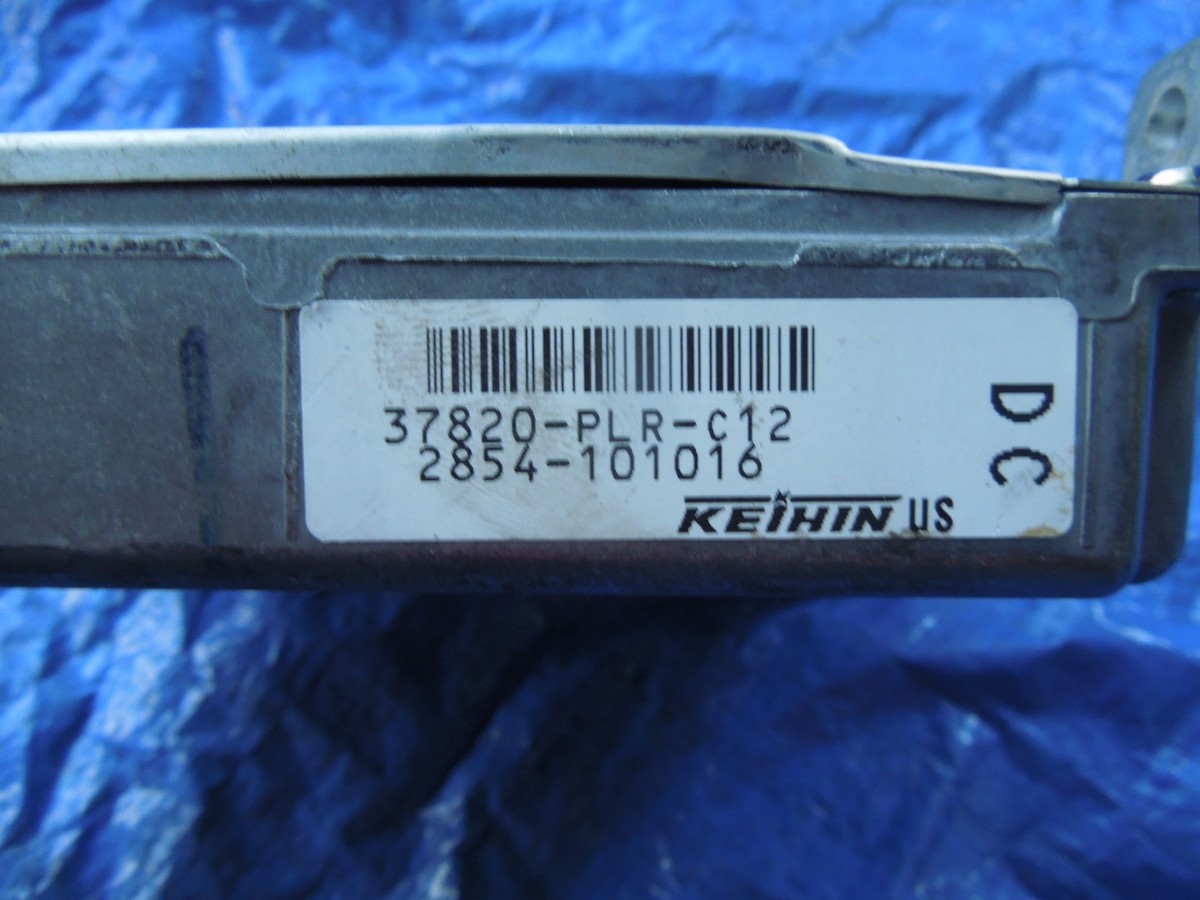 37820-PLR-C12
2854-101016
KEIHIN US
DC